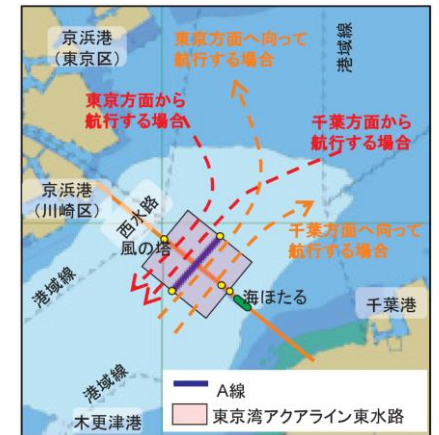 京浜港
(東京区)
東京方面へ向って
航行する場合
港域線
東京方面から
航行する場合
千葉方面から
航行する場合
京浜港
(川崎区)
西水路
風の塔
千葉方面へ向って
航行する場合
港域線
海ほたる
千葉港
港域線
木更津港
A線
東京湾アクアライン東水路